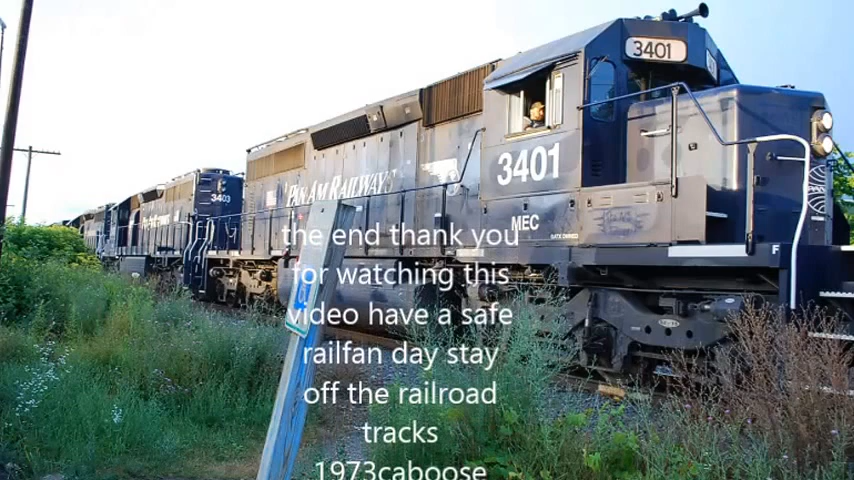 3401
3403
PAN AM RAILWAYS
3401
MEC
F
the end thank you
for watching this
video have a safe
railfan day stay
off the railroad
tracks
1973caboose